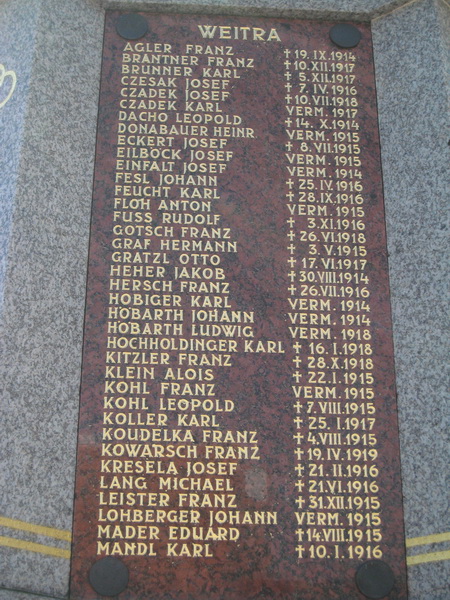 WEITRA
AGLER FRANZ † 19. IX. 1914
BRANTNER FRANZ † 10. XII. 1917
BRUNNER KARL † 5. XII. 1917
CZESAK JOSEF † 7. IV. 1916
CZADEK JOSEF † 10. VII. 1918
CZADEK KARL VERM. 1917
DACHO LEOPOLD † 14. X. 1914
DONABAUER HEINR VERM. 1915
ECKERT JOSEF † 8. VII. 1915
EILBÖCK JOSEF VERM. 1915
EINFALT JOSEF VERM. 1914
FESL JOHANN † 25. IV. 1916
FEUCHT KARL † 28. IX. 1916
FLOH ANTON VERM. 1915
FUSS RUDOLF † 3. XI. 1916
GÖTSCH FRANZ † 26. VI. 1918
GRAF HERMANN † 3. V. 1915
GRATZL OTTO † 17. VI. 1917
HEHER JAKOB † 30. VIII. 1914
HERSCH FRANZ † 26. VII. 1916
HOBIGER KARL VERM. 1914
HÖBARTH JOHANN VERM. 1914
HÖBARTH LUDWIG VERM. 1918
HOCHHOLDINGER KARL † 16. I. 1918
KITZLER FRANZ † 28. X. 1918
KLEIN ALOIS † 22. I. 1915
KOHL FRANZ VERM. 1915
KOHL LEOPOLD † 7. VIII. 1915
KOLLER KARL † 25. I. 1917
KOUDELKA FRANZ † 4. VIII. 1915
KOWARSCH FRANZ † 19. IV. 1919
KRESELA JOSEF † 21. II. 1916
LANG MICHAEL † 21. VI. 1916
LEISTER FRANZ † 31. XII. 1915
LOHBERGER JOHANN VERM. 1915
MADER EDUARD † 14. VIII. 1915
MANDL KARL † 10. I. 1916